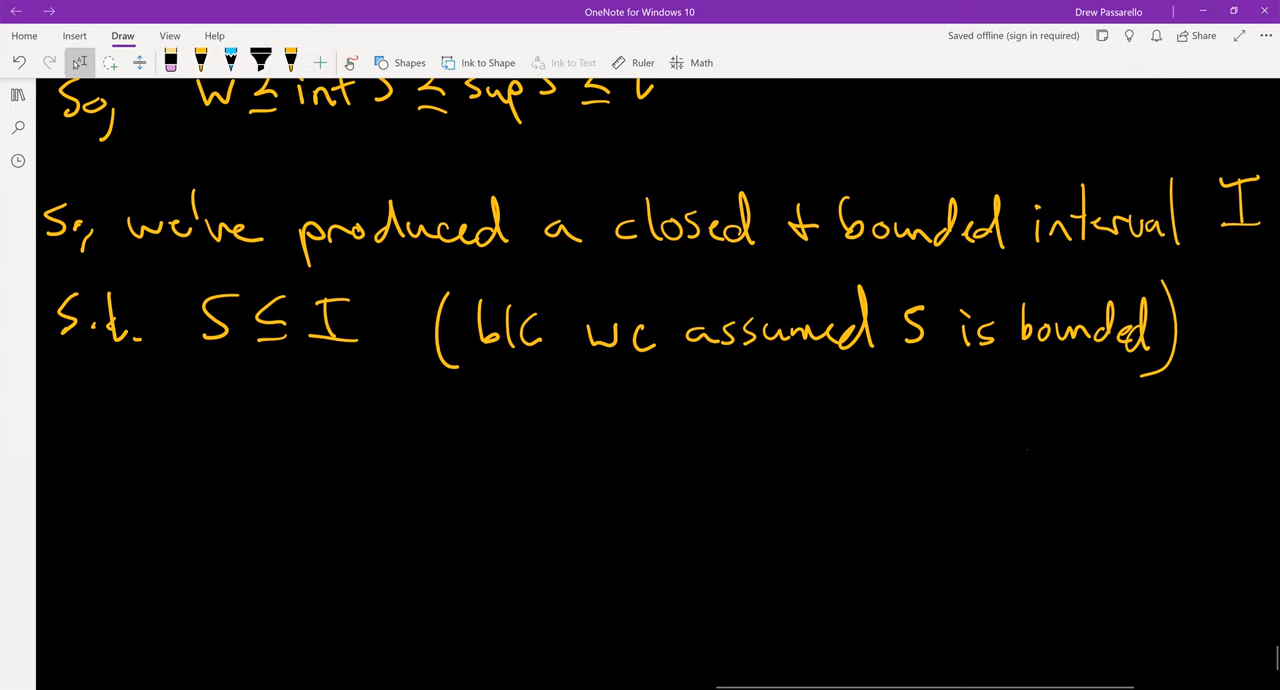 OneNote for Windows 10
Drew Passarello
Home Insert Draw View Help
Saved offline (sign in required)
Share
Shapes
Ink to Shape
Ink to Text
Ruler
Math
So, w ≤ inf S ≤ sup S ≤ v
So, we've produced a closed + bounded interval I
s.t. S ⊆ I (b/c we assumed S is bounded)